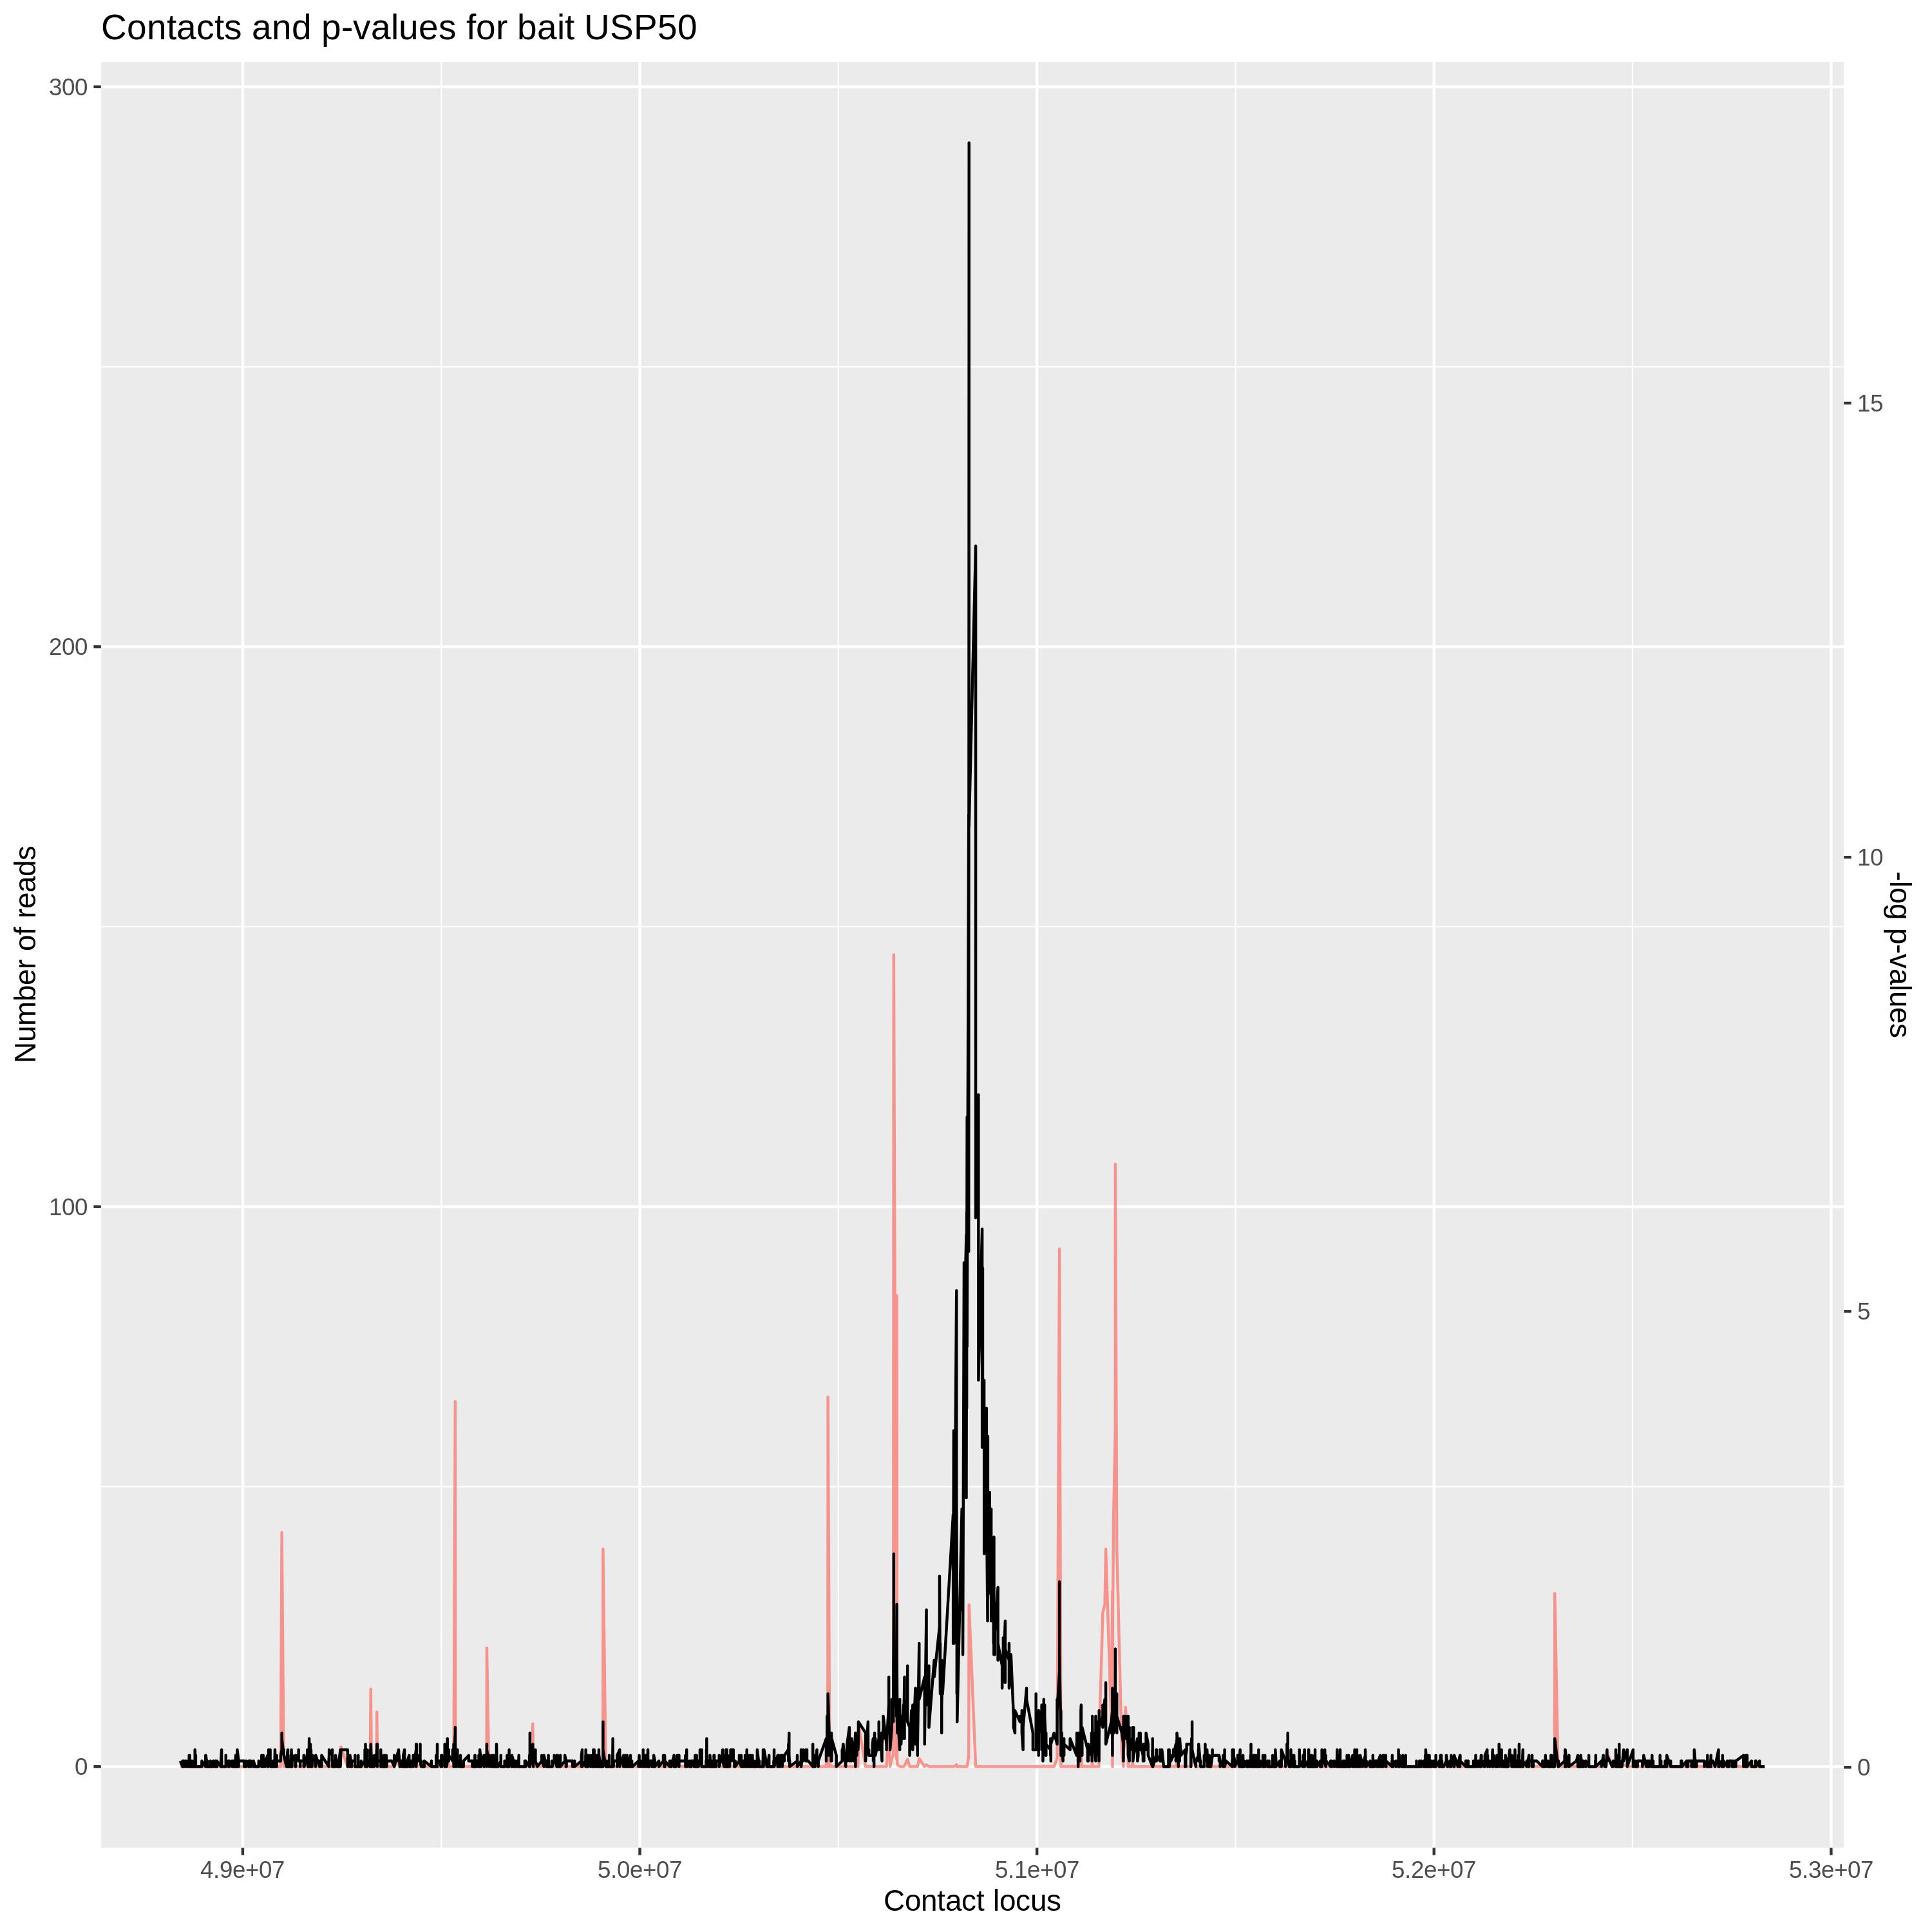 Contacts and p-values for bait USP50
300
200
100
0
Number of reads
15
10
5
0
-log p-values
4.9e+07
5.0e+07
5.1e+07
5.2e+07
5.3e+07
Contact locus